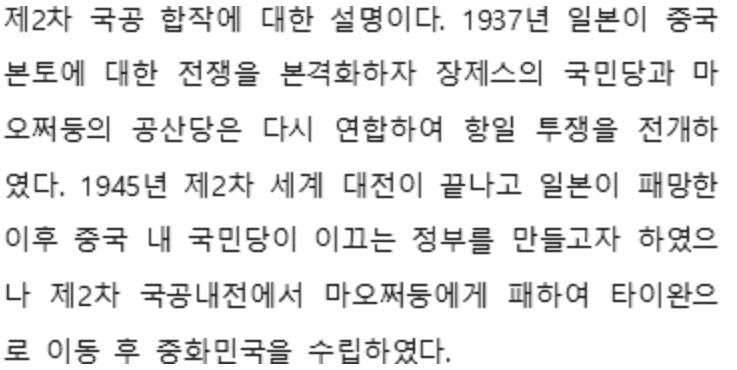 제2차 국공 합작에 대한 설명이다. 1937년 일본이 중국
본토에 대한 전쟁을 본격화하자 장제스의 국민당과 마
오쩌둥의 공산당은 다시 연합하여 항일 투쟁을 전개하
였다. 1945년 제2차 세계 대전이 끝나고 일본이 패망한
이후 중국 내 국민당이 이끄는 정부를 만들고자 하였으
나 제2차 국공내전에서 마오쩌둥에게 패하여 타이완으
로 이동 후 중화민국을 수립하였다.